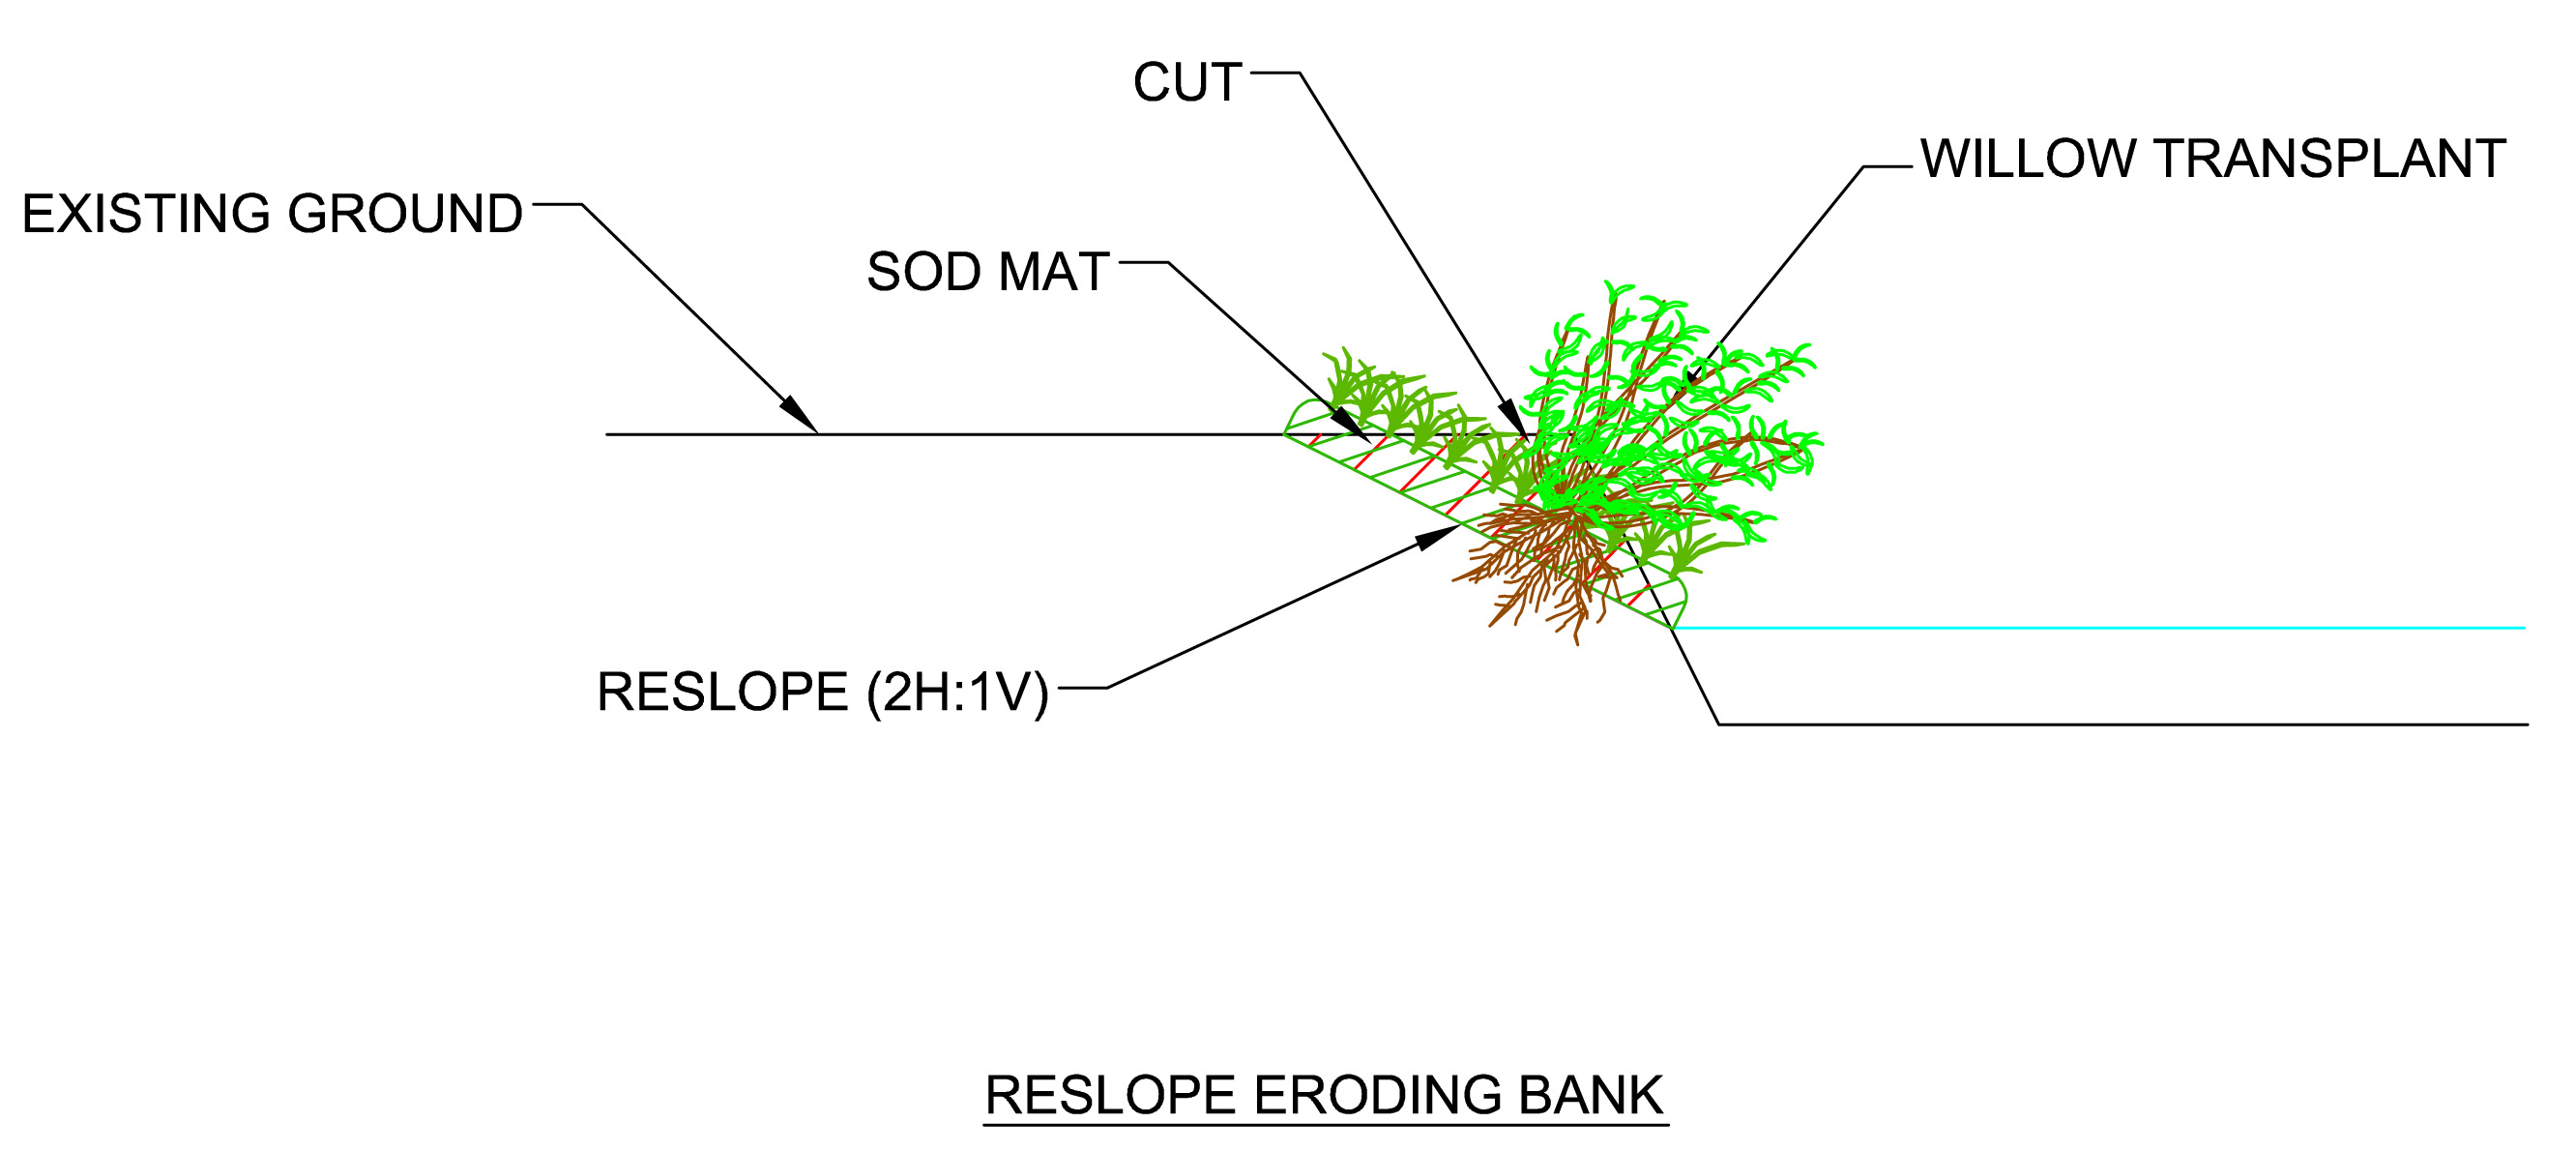 CUT
WILLOW TRANSPLANT
EXISTING GROUND
SOD MAT
RESLOPE (2H:1V)
RESLOPE ERODING BANK